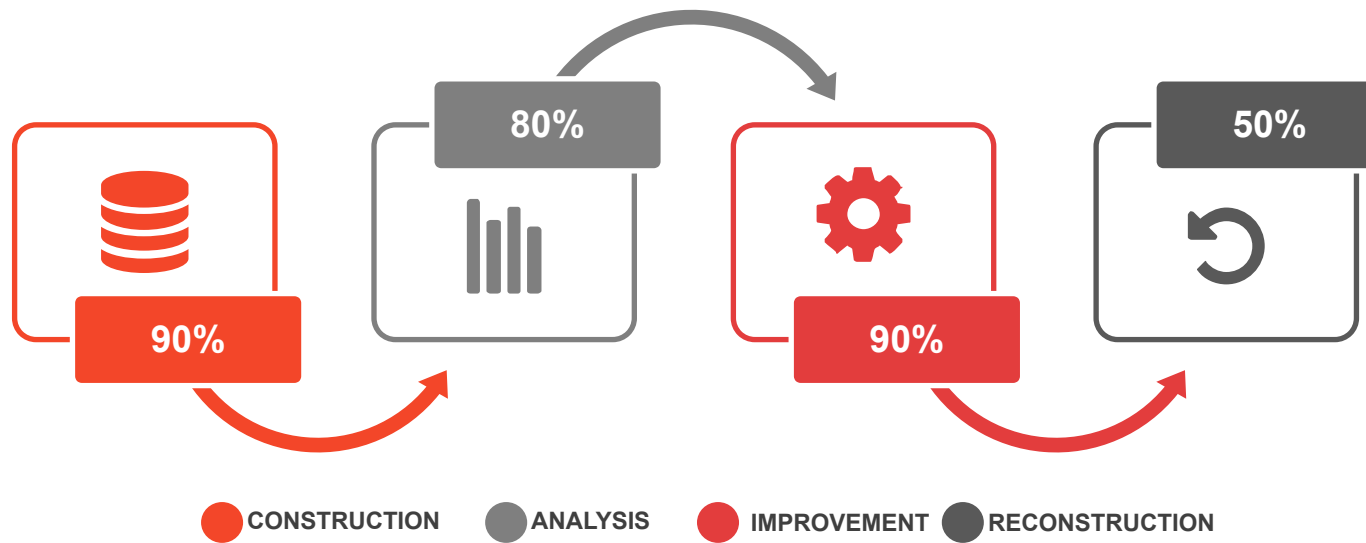 80%
50%
90%
90%
CONSTRUCTION
ANALYSIS
IMPROVEMENT
RECONSTRUCTION